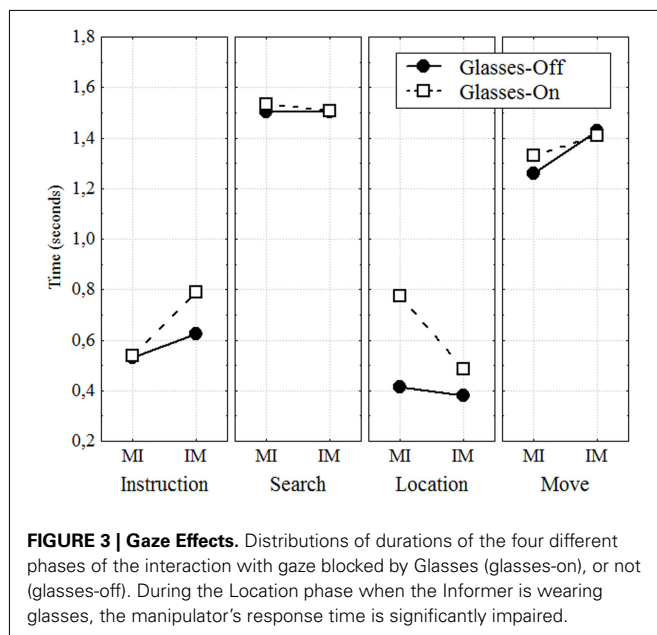 1,8
1,6
1,4
1,2
1,0
0,8
0,6
0,4
0,2
Time (seconds)
Glasses-Off
Glasses-On
MI IM MI IM MI IM MI IM
Instruction Search Location Move
FIGURE 3 | Gaze Effects. Distributions of durations of the four different
phases of the interaction with gaze blocked by Glasses (glasses-on), or not
(glasses-off). During the Location phase when the Informer is wearing
glasses, the manipulator's response time is significantly impaired.